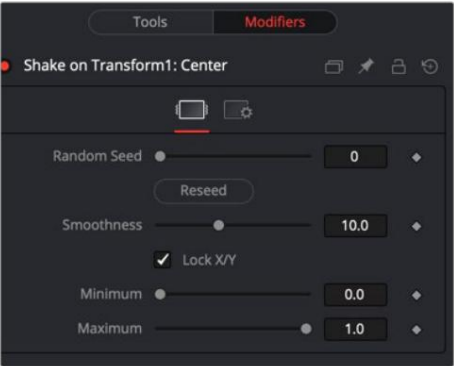 Tools Modifiers
Shake on Transform1: Center
Random Seed 0
Reseed
Smoothness 10.0
Lock X/Y
Minimum 0.0
Maximum 1.0